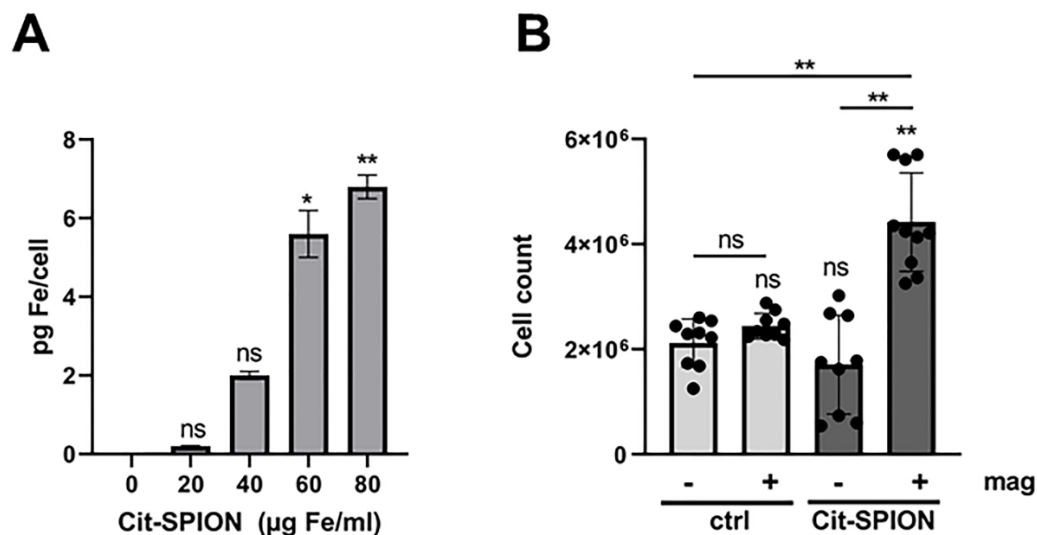 A
B
**
**
8
**
6×10⁶
**
*
6
ns
ns
ns
4×10⁶
pg Fe/cell
Cell count
4
ns
2
2×10⁶
ns
0
0
0 20 40 60 80
- + - + mag
Cit-SPION (µg Fe/ml)
ctrl Cit-SPION